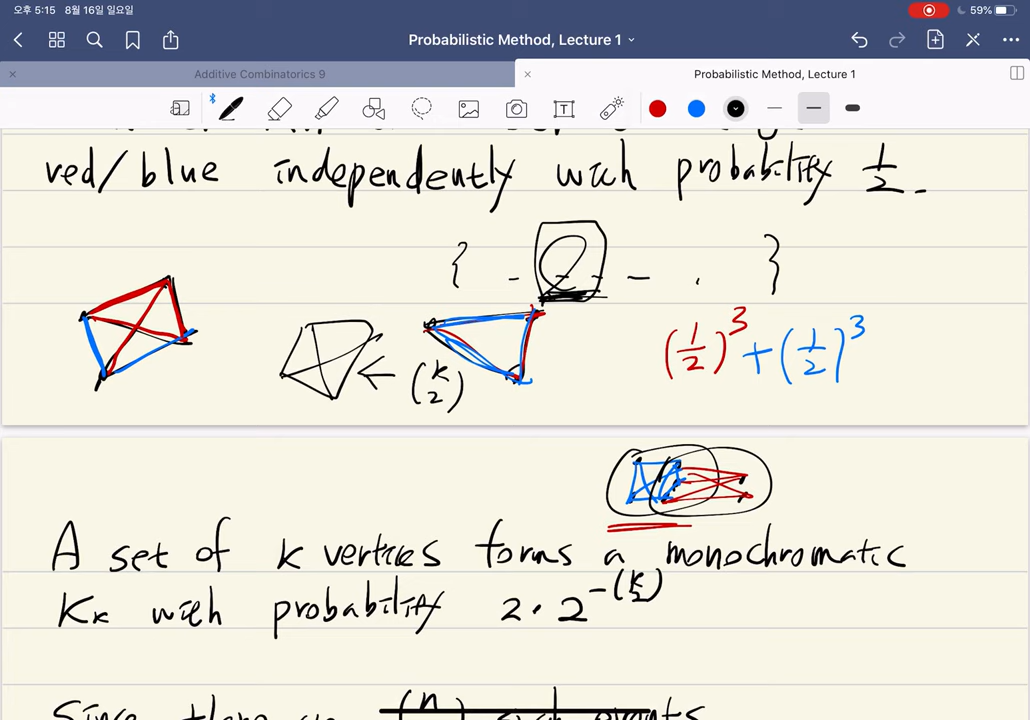 오후 5:15 8월 16일 일요일
59%
Probabilistic Method, Lecture 1
Additive Combinatorics 9
Probabilistic Method, Lecture 1
T
red/blue independently with probability 1/2.
{ - - . }
(k 2)
(1/2)^3 + (1/2)^3
A set of k vertices forms a monochromatic
Kk with probability 2 · 2^-(k 2)